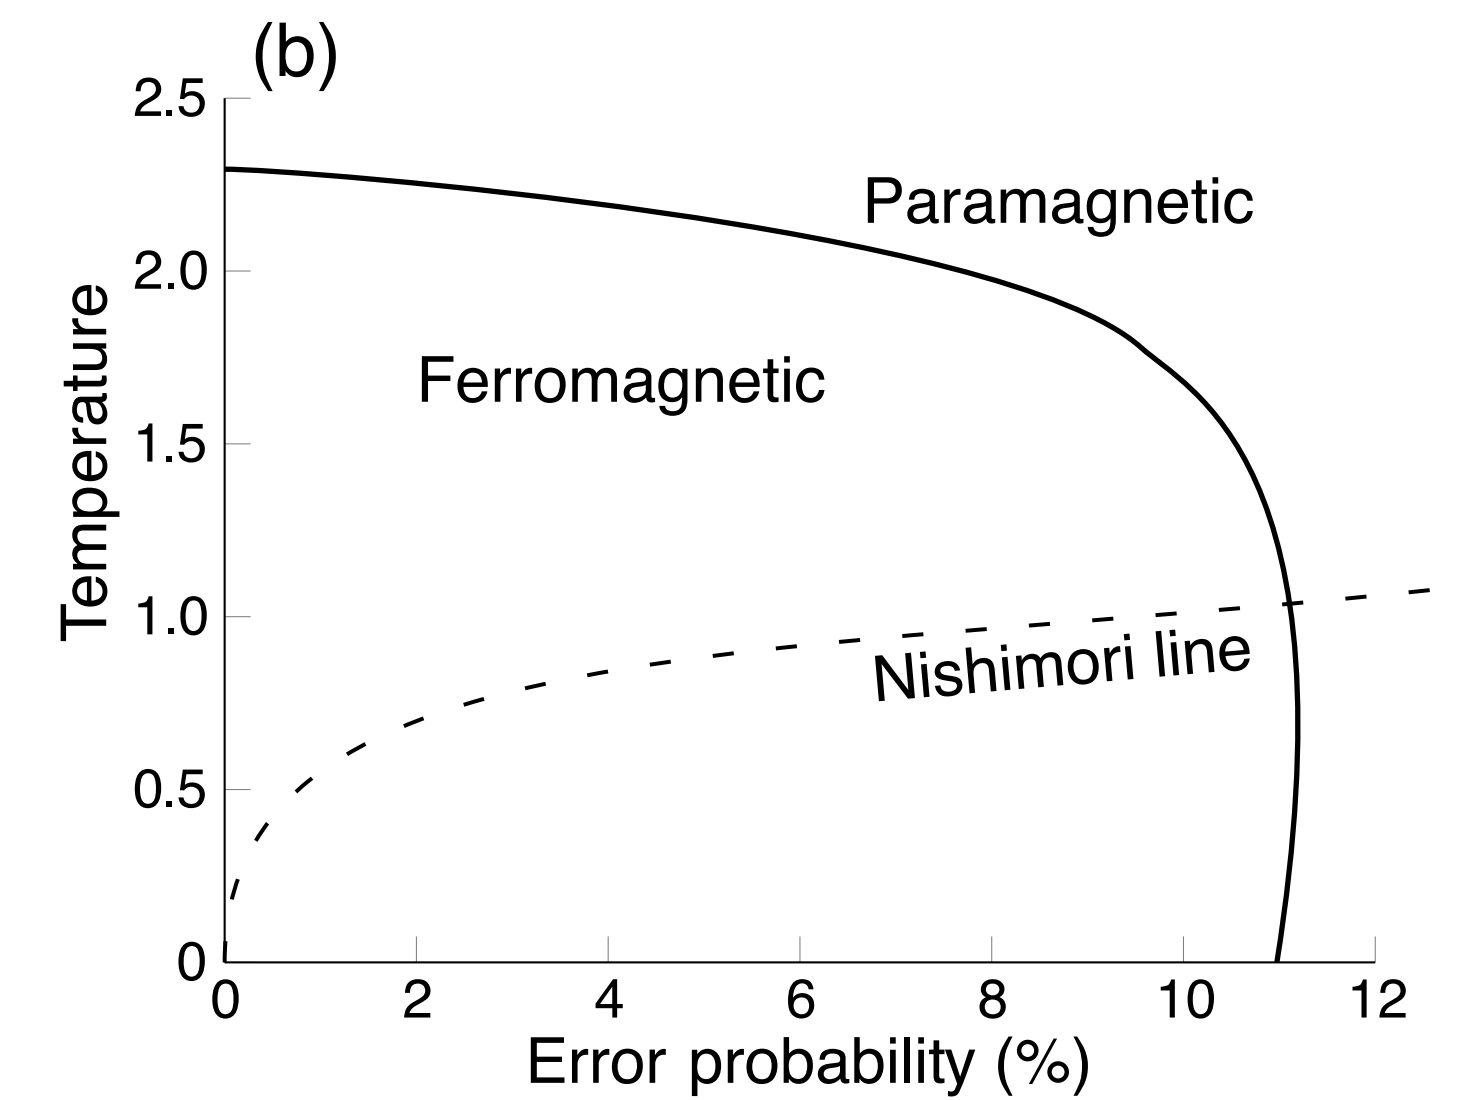 (b)
2.5
2.0
1.5
1.0
0.5
0
Temperature
Paramagnetic
Ferromagnetic
Nishimori line
0 2 4 6 8 10 12
Error probability (%)